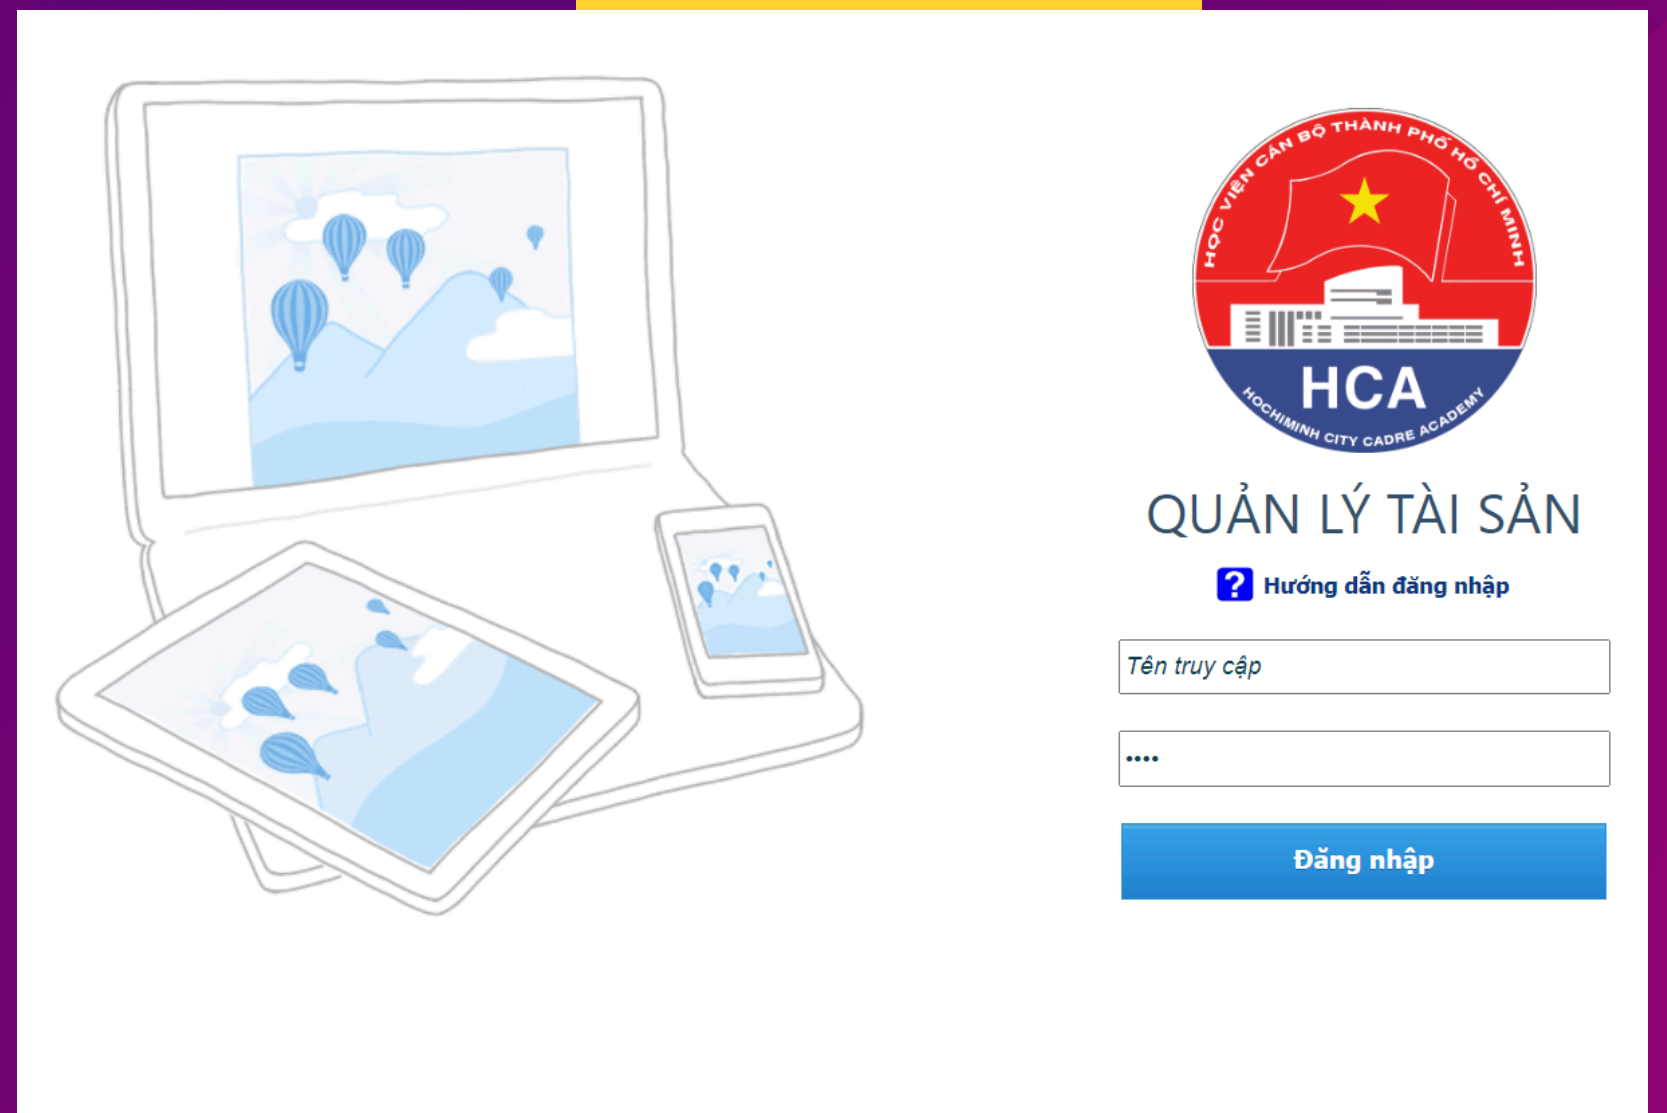 HỌC VIỆN CÁN BỘ THÀNH PHỐ HỒ CHÍ MINH
HCA
HOCHIMINH CITY CADRE ACADEMY
QUẢN LÝ TÀI SẢN
? Hướng dẫn đăng nhập
Tên truy cập
••••
Đăng nhập